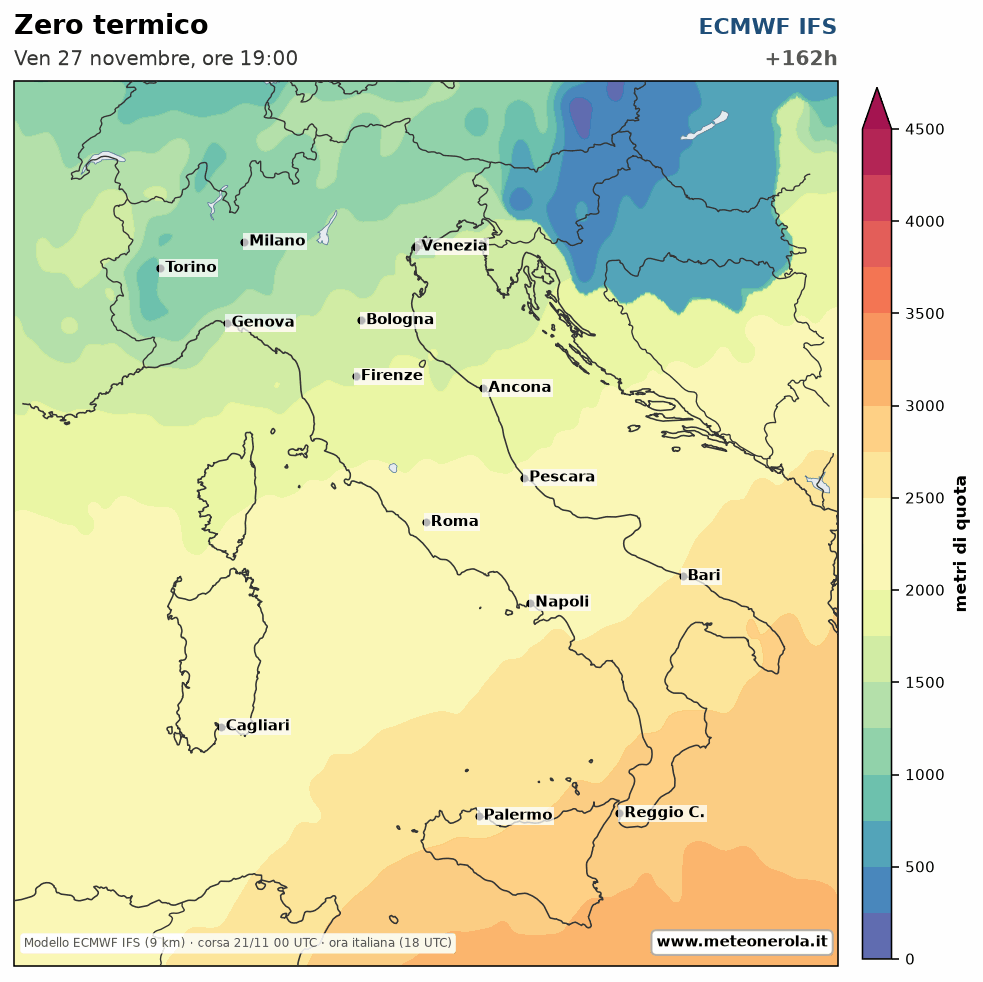 Zero termico
ECMWF IFS
Ven 27 novembre, ore 19:00
+162h
Milano
Venezia
Torino
Genova
Bologna
Firenze
Ancona
Pescara
Roma
Bari
Napoli
Cagliari
Palermo
Reggio C.
4500
4000
3500
3000
2500
2000
1500
1000
500
0
metri di quota
Modello ECMWF IFS (9 km) · corsa 21/11 00 UTC · ora italiana (18 UTC)
www.meteonerola.it